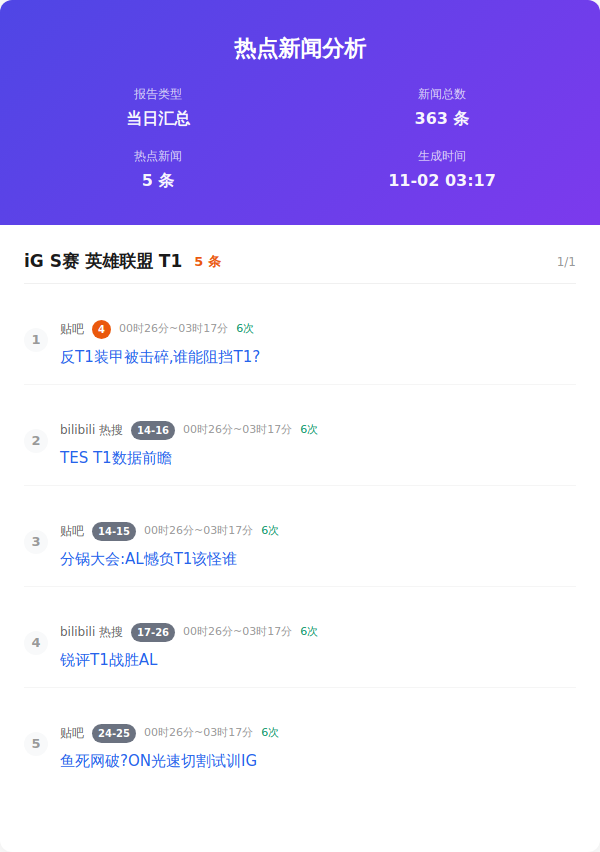 热点新闻分析
报告类型
当日汇总
新闻总数
363 条
热点新闻
5 条
生成时间
11-02 03:17
iG S赛 英雄联盟 T1 5 条 1/1
1 贴吧 4 00时26分~03时17分 6次
反T1装甲被击碎,谁能阻挡T1?
2 bilibili 热搜 14-16 00时26分~03时17分 6次
TES T1数据前瞻
3 贴吧 14-15 00时26分~03时17分 6次
分锅大会:AL憾负T1该怪谁
4 bilibili 热搜 17-26 00时26分~03时17分 6次
锐评T1战胜AL
5 贴吧 24-25 00时26分~03时17分 6次
鱼死网破?ON光速切割试训IG